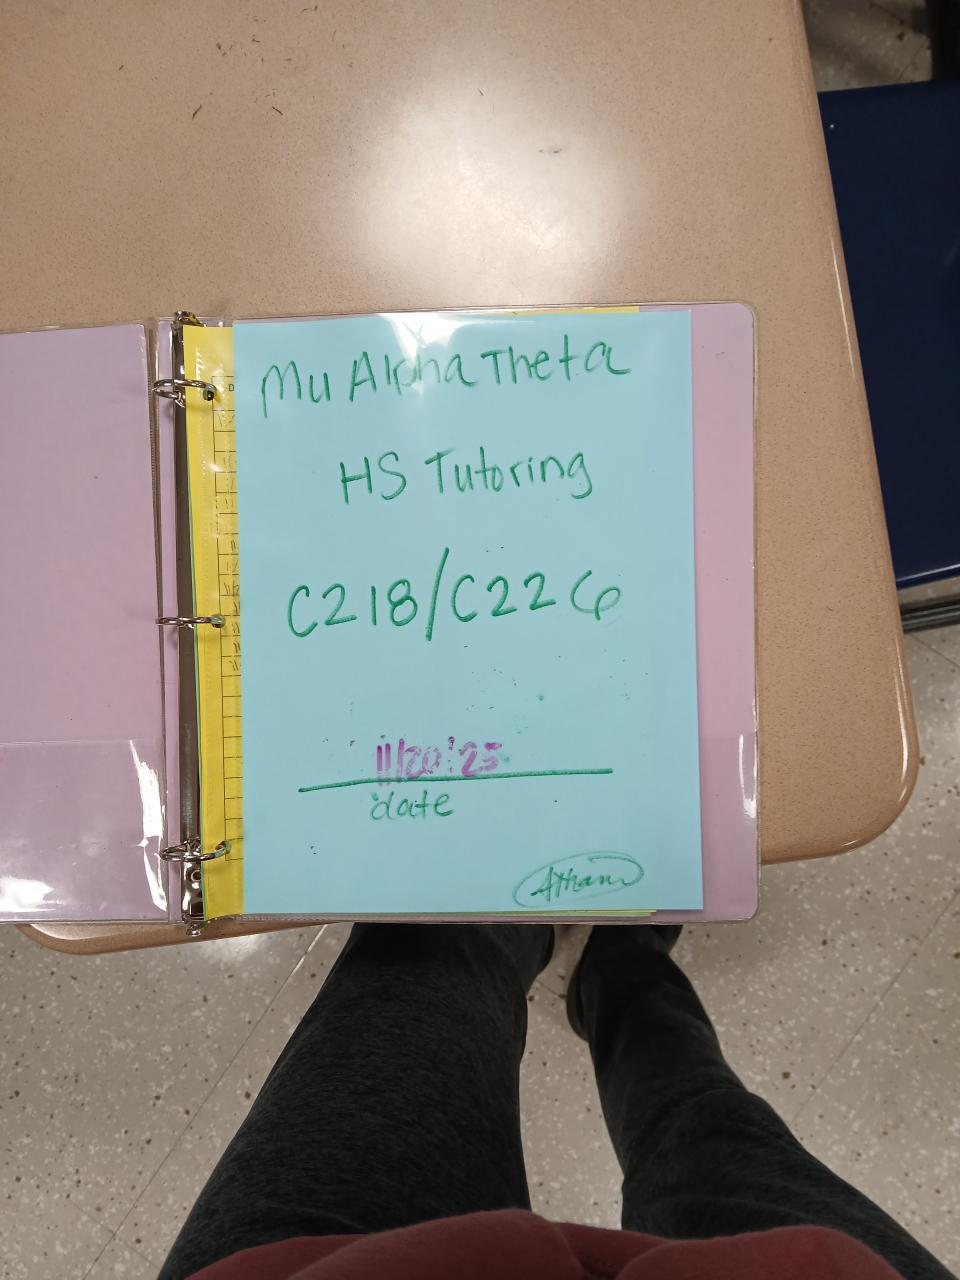 Mu Alpha Theta
HS Tutoring
C218/C226
11/20/25
date